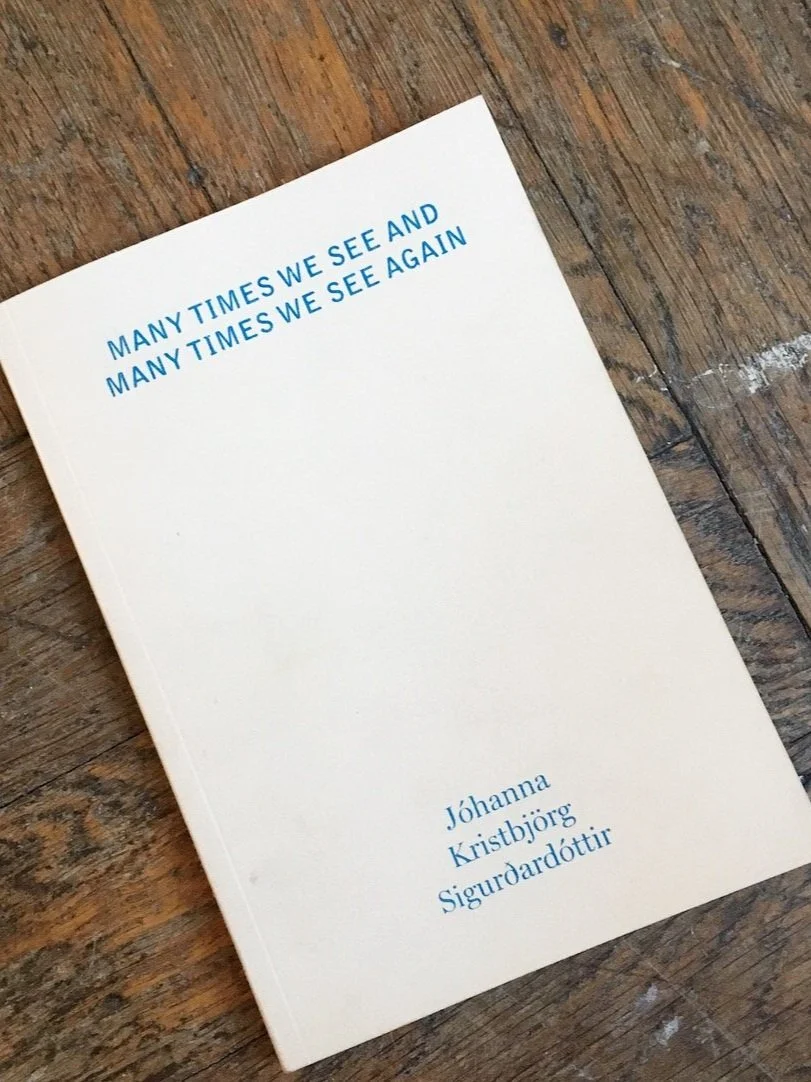 MANY TIMES WE SEE AND
MANY TIMES WE SEE AGAIN
Jóhanna
Kristbjörg
Sigurðardóttir